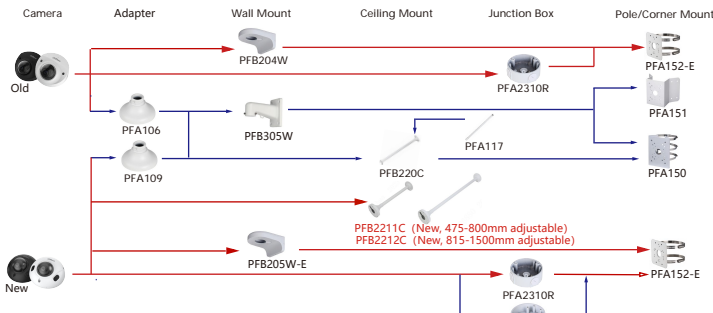 Camera Adapter Wall Mount Ceiling Mount Junction Box Pole/Corner Mount
PFB204W
PFA152-E
Old
PFA2310R
PFA151
PFA106
PFB305W
PFA117
PFB220C
PFA150
PFA109
PFB2211C (New, 475-800mm adjustable)
PFB2212C (New, 815-1500mm adjustable)
PFB205W-E
PFA152-E
New
PFA2310R